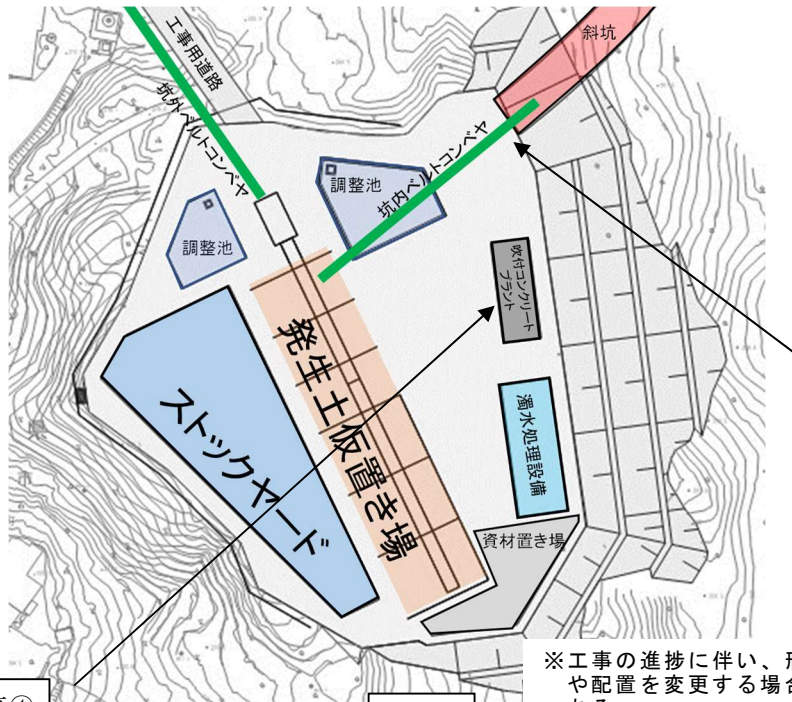 斜坑
工事用道路
坑外ベルトコンベヤ
坑内ベルトコンベヤ
調整池
調整池
吹付コンクリート
プラント
発生土仮置き場
ストックヤード
濁水処理設備
資材置き場
※工事の進捗に伴い、形
や配置を変更する場合